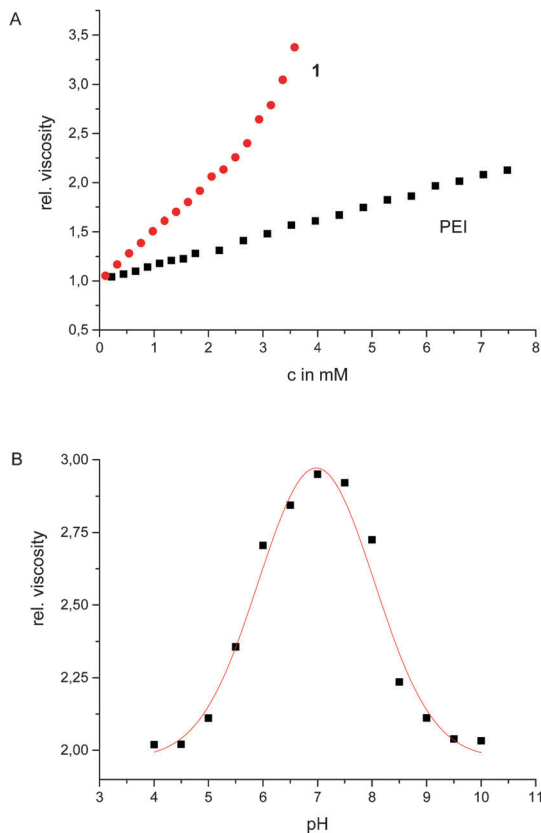 A
3,5
3,0
2,5
2,0
1,5
1,0
0,5
rel. viscosity
1
PEI
0 1 2 3 4 5 6 7 8
c in mM
B
3,00
2,75
2,50
2,25
2,00
rel. viscosity
3 4 5 6 7 8 9 10 11
pH